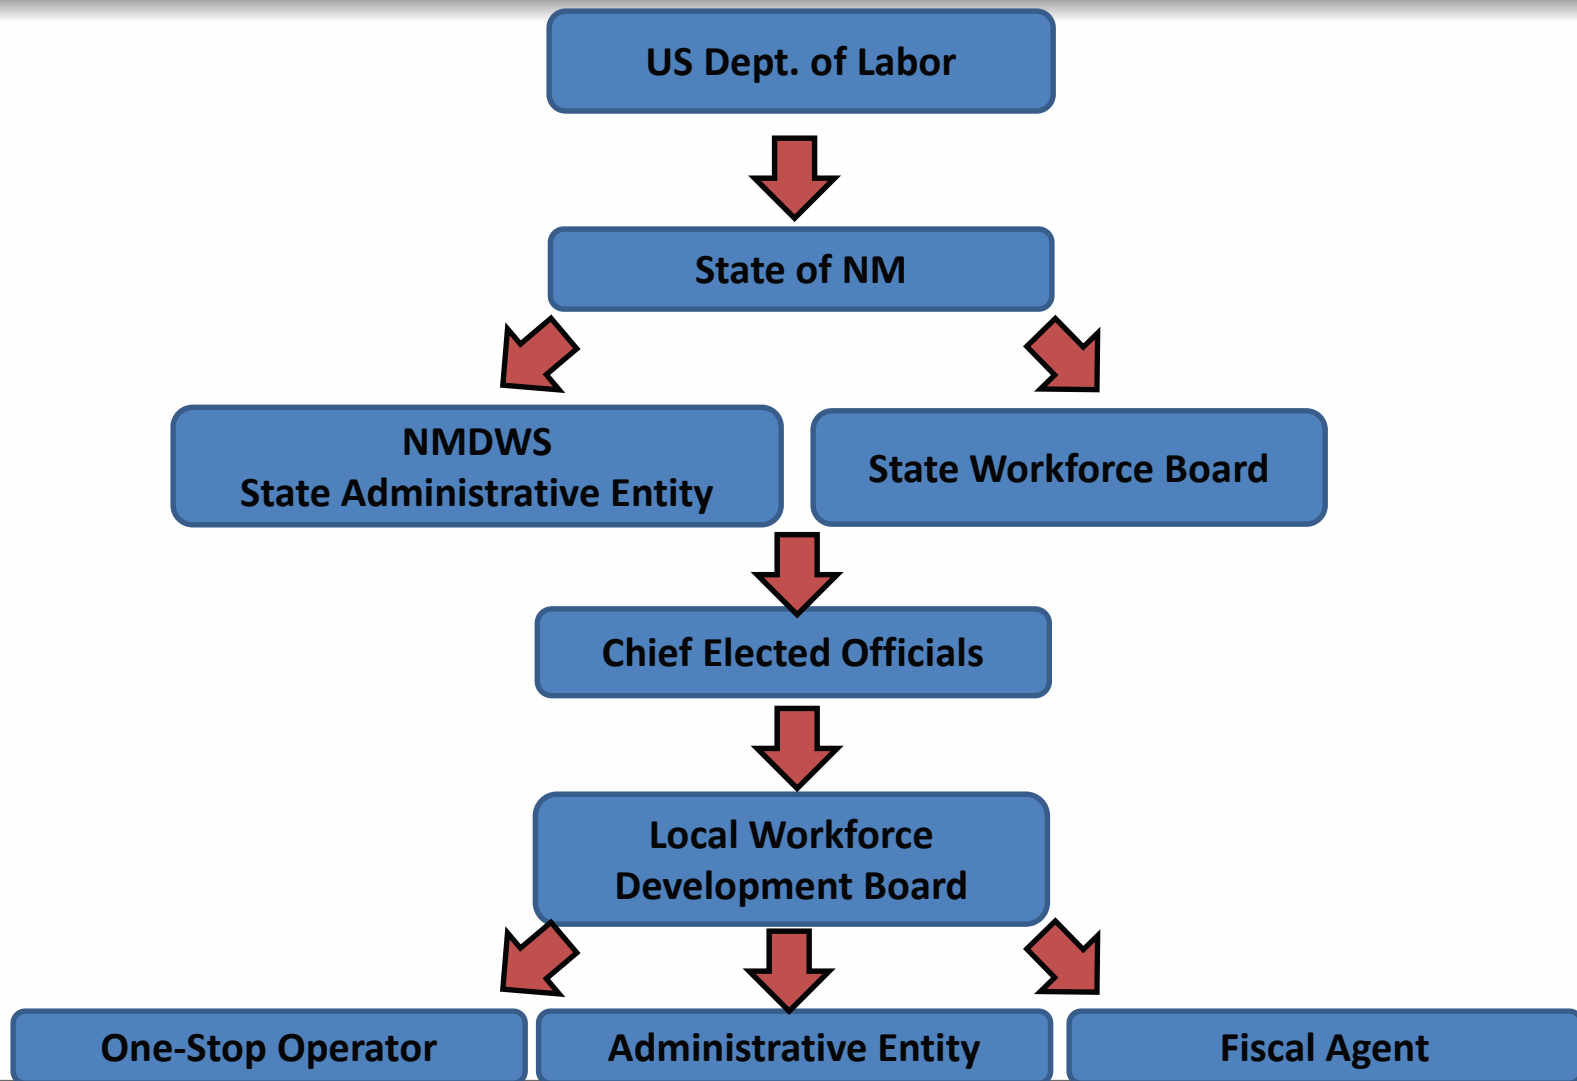 US Dept. of Labor
State of NM
NMDWS
State Administrative Entity
State Workforce Board
Chief Elected Officials
Local Workforce
Development Board
One-Stop Operator
Administrative Entity
Fiscal Agent